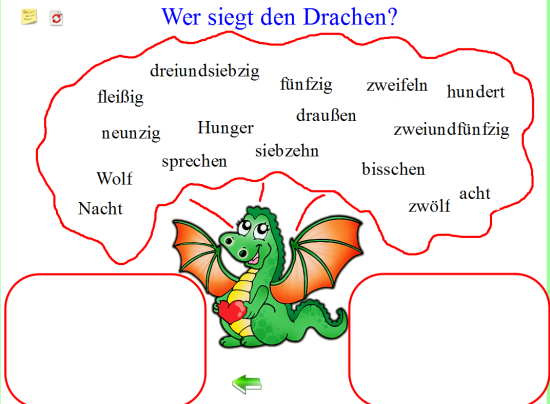 Wer siegt den Drachen?
dreiundsiebzig
fünfzig
zweifeln
hundert
fleißig
draußen
neunzig
Hunger
zweiundfünfzig
sprechen
siebzehn
bisschen
Wolf
acht
Nacht
zwölf